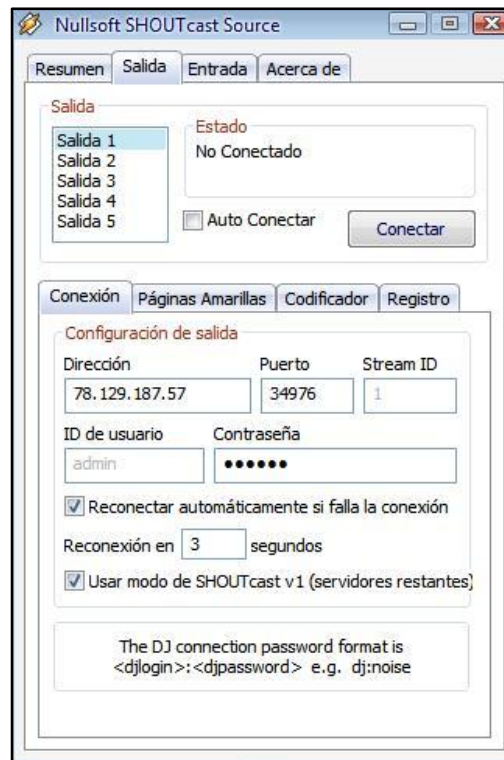 Nullsoft SHOUTcast Source
Resumen Salida Entrada Acerca de
Salida
Salida 1
Salida 2
Salida 3
Salida 4
Salida 5
Estado
No Conectado
Auto Conectar
Conectar
Conexión Páginas Amarillas Codificador Registro
Configuración de salida
Dirección Puerto Stream ID
78.129.187.57 34976 1
ID de usuario Contraseña
admin ••••••
Reconectar automáticamente si falla la conexión
Reconexión en 3 segundos
Usar modo de SHOUTcast v1 (servidores restantes)
The DJ connection password format is
<djlogin>:<djpassword> e.g. dj:noise